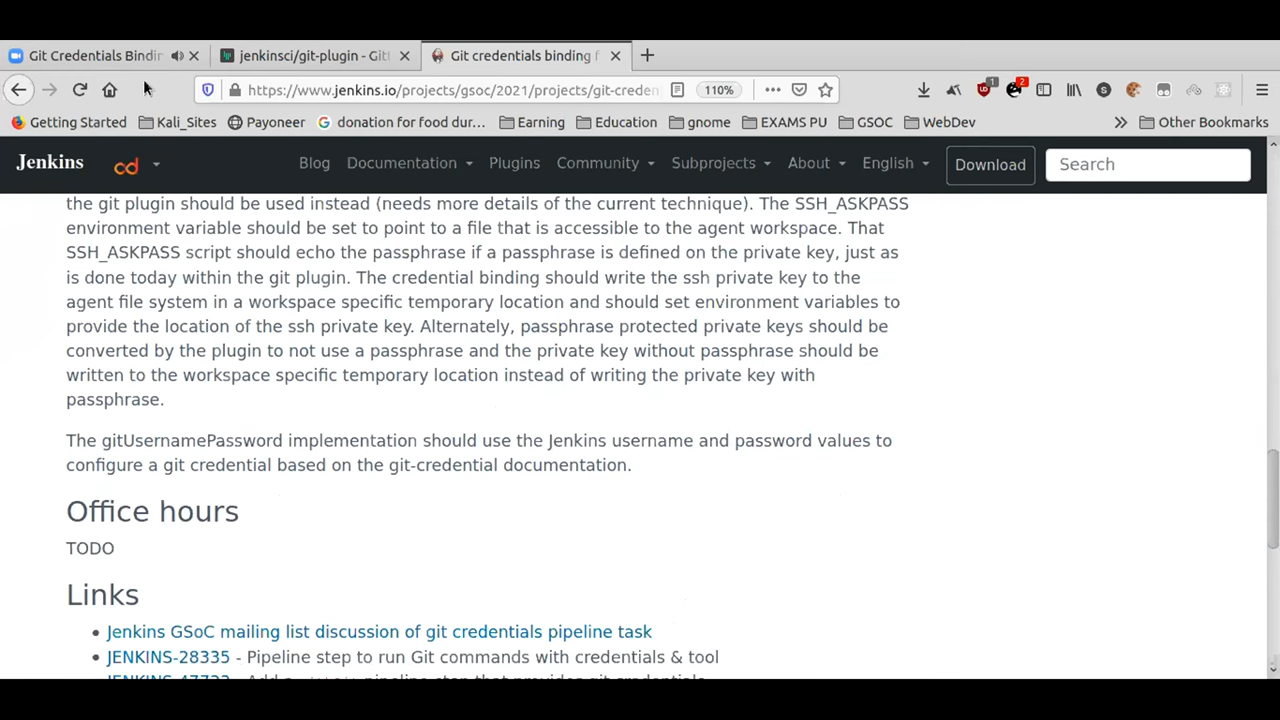 Git Credentials Bindin
jenkinsci/git-plugin - Git
Git credentials binding f
https://www.jenkins.io/projects/gsoc/2021/projects/git-creden
110%
1
2
Getting Started
Kali_Sites
Payoneer
donation for food dur...
Earning
Education
gnome
EXAMS PU
GSOC
WebDev
Other Bookmarks
Jenkins
cd
Blog
Documentation
Plugins
Community
Subprojects
About
English
Download
Search
the git plugin should be used instead (needs more details of the current technique). The SSH_ASKPASS
environment variable should be set to point to a file that is accessible to the agent workspace. That
SSH_ASKPASS script should echo the passphrase if a passphrase is defined on the private key, just as
is done today within the git plugin. The credential binding should write the ssh private key to the
agent file system in a workspace specific temporary location and should set environment variables to
provide the location of the ssh private key. Alternately, passphrase protected private keys should be
converted by the plugin to not use a passphrase and the private key without passphrase should be
written to the workspace specific temporary location instead of writing the private key with
passphrase.
The gitUsernamePassword implementation should use the Jenkins username and password values to
configure a git credential based on the git-credential documentation.
Office hours
TODO
Links
Jenkins GSoC mailing list discussion of git credentials pipeline task
JENKINS-28335 - Pipeline step to run Git commands with credentials & tool